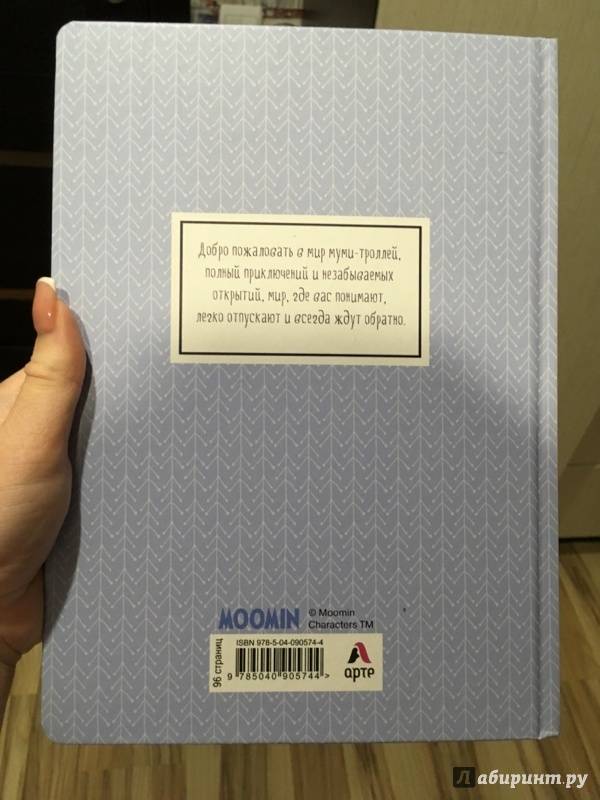 Добро пожаловать в мир муми-троллей,
полный приключений и незабываемых
открытий, мир, где вас понимают,
легко отпускают и всегда ждут обратно.
MOOMIN
© Moomin
Characters TM
ISBN 978-5-04-090574-4
96 страниц
9 785040 905744 >
арте
Лабиринт.ру